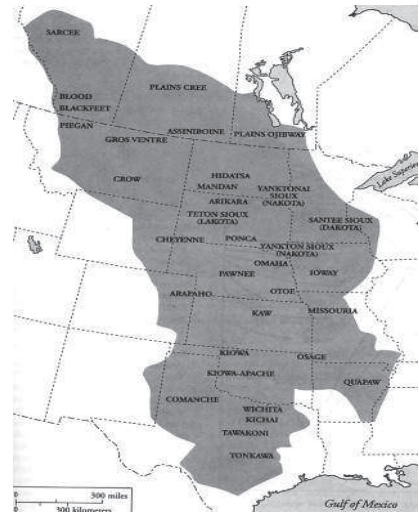 SARCEE
BLOOD
BLACKFEET
PIEGAN
PLAINS CREE
GROS VENTRE
ASSINIBOINE
PLAINS OJIBWAY
Lake Superior
CROW
HIDATSA
MANDAN
YANKTONAI
SIOUX
(NAKOTA)
ARIKARA
TETON SIOUX
(LAKOTA)
SANTEE SIOUX
(DAKOTA)
CHEYENNE
PONCA
YANKTON SIOUX
(NAKOTA)
OMAHA
IOWAY
PAWNEE
ARAPAHO
OTOE
MISSOURIA
KAW
KIOWA
OSAGE
KIOWA-APACHE
QUAPAW
COMANCHE
WICHITA
KICHAI
TAWAKONI
TONKAWA
0 300 miles
0 300 kilometers
Gulf of Mexico